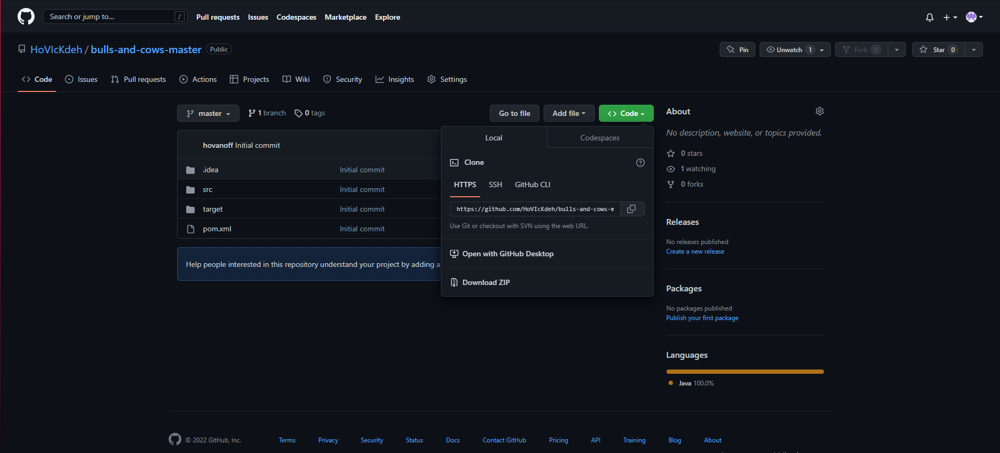 Search or jump to... / Pull requests Issues Codespaces Marketplace Explore
HoVIcKdeh / bulls-and-cows-master Public Pin Unwatch 1 Fork 0 Star 0
Code Issues Pull requests Actions Projects Wiki Security Insights Settings
master 1 branch 0 tags Go to file Add file Code
hovanoff Initial commit
.idea Initial commit
src Initial commit
target Initial commit
pom.xml Initial commit
Help people interested in this repository understand your project by adding a
Local Codespaces
Clone
HTTPS SSH GitHub CLI
https://github.com/HoVIcKdeh/bulls-and-cows-m
Use Git or checkout with SVN using the web URL.
Open with GitHub Desktop
Download ZIP
About
No description, website, or topics provided.
0 stars
1 watching
0 forks
Releases
No releases published
Create a new release
Packages
No packages published
Publish your first package
Languages
Java 100.0%
© 2022 GitHub, Inc. Terms Privacy Security Status Docs Contact GitHub Pricing API Training Blog About